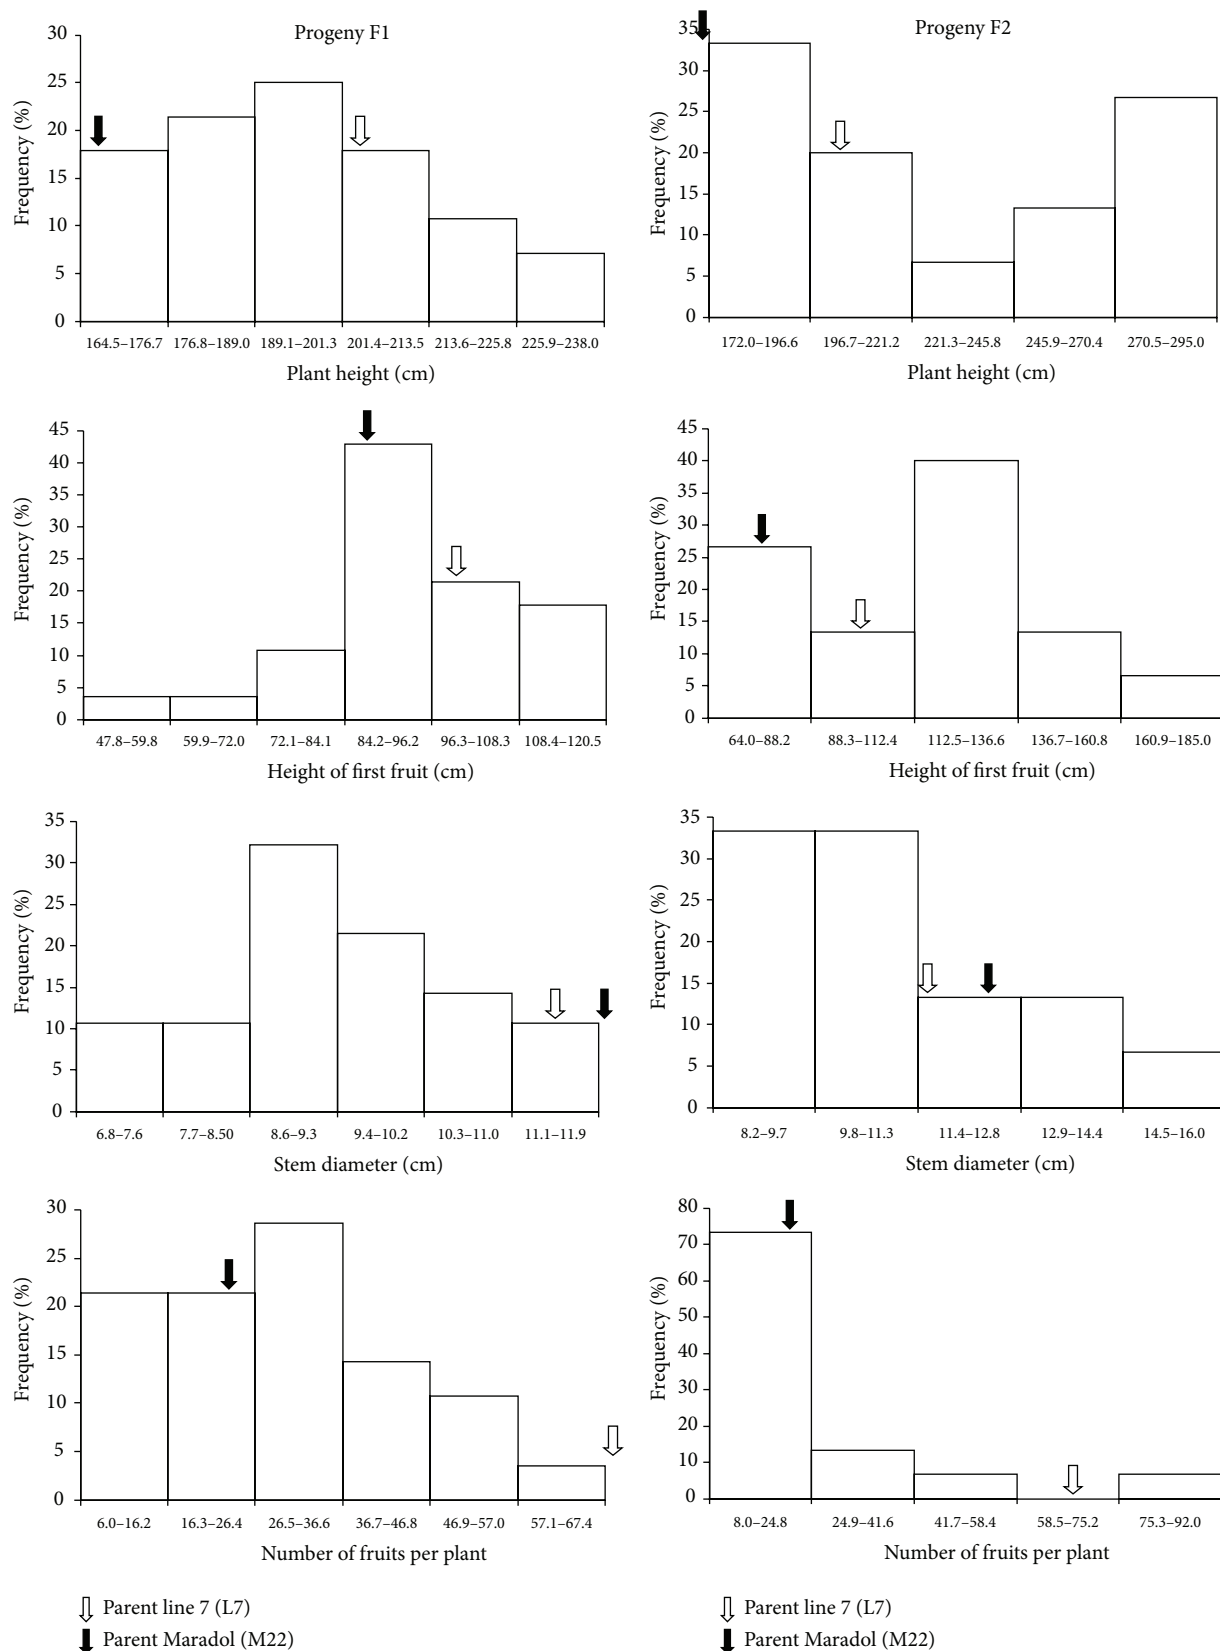 Progeny F1
30
25
20
15
10
5
0
Frequency (%)
164.5–176.7 176.8–189.0 189.1–201.3 201.4–213.5 213.6–225.8 225.9–238.0
Plant height (cm)
Progeny F2
35
30
25
20
15
10
5
0
Frequency (%)
172.0–196.6 196.7–221.2 221.3–245.8 245.9–270.4 270.5–295.0
Plant height (cm)
45
40
35
30
25
20
15
10
5
0
Frequency (%)
47.8–59.8 59.9–72.0 72.1–84.1 84.2–96.2 96.3–108.3 108.4–120.5
Height of first fruit (cm)
45
40
35
30
25
20
15
10
5
0
Frequency (%)
64.0–88.2 88.3–112.4 112.5–136.6 136.7–160.8 160.9–185.0
Height of first fruit (cm)
35
30
25
20
15
10
5
0
Frequency (%)
6.8–7.6 7.7–8.50 8.6–9.3 9.4–10.2 10.3–11.0 11.1–11.9
Stem diameter (cm)
35
30
25
20
15
10
5
0
Frequency (%)
8.2–9.7 9.8–11.3 11.4–12.8 12.9–14.4 14.5–16.0
Stem diameter (cm)
30
25
20
15
10
5
0
Frequency (%)
6.0–16.2 16.3–26.4 26.5–36.6 36.7–46.8 46.9–57.0 57.1–67.4
Number of fruits per plant
80
70
60
50
40
30
20
10
0
Frequency (%)
8.0–24.8 24.9–41.6 41.7–58.4 58.5–75.2 75.3–92.0
Number of fruits per plant
Parent line 7 (L7)
Parent Maradol (M22)
Parent line 7 (L7)
Parent Maradol (M22)